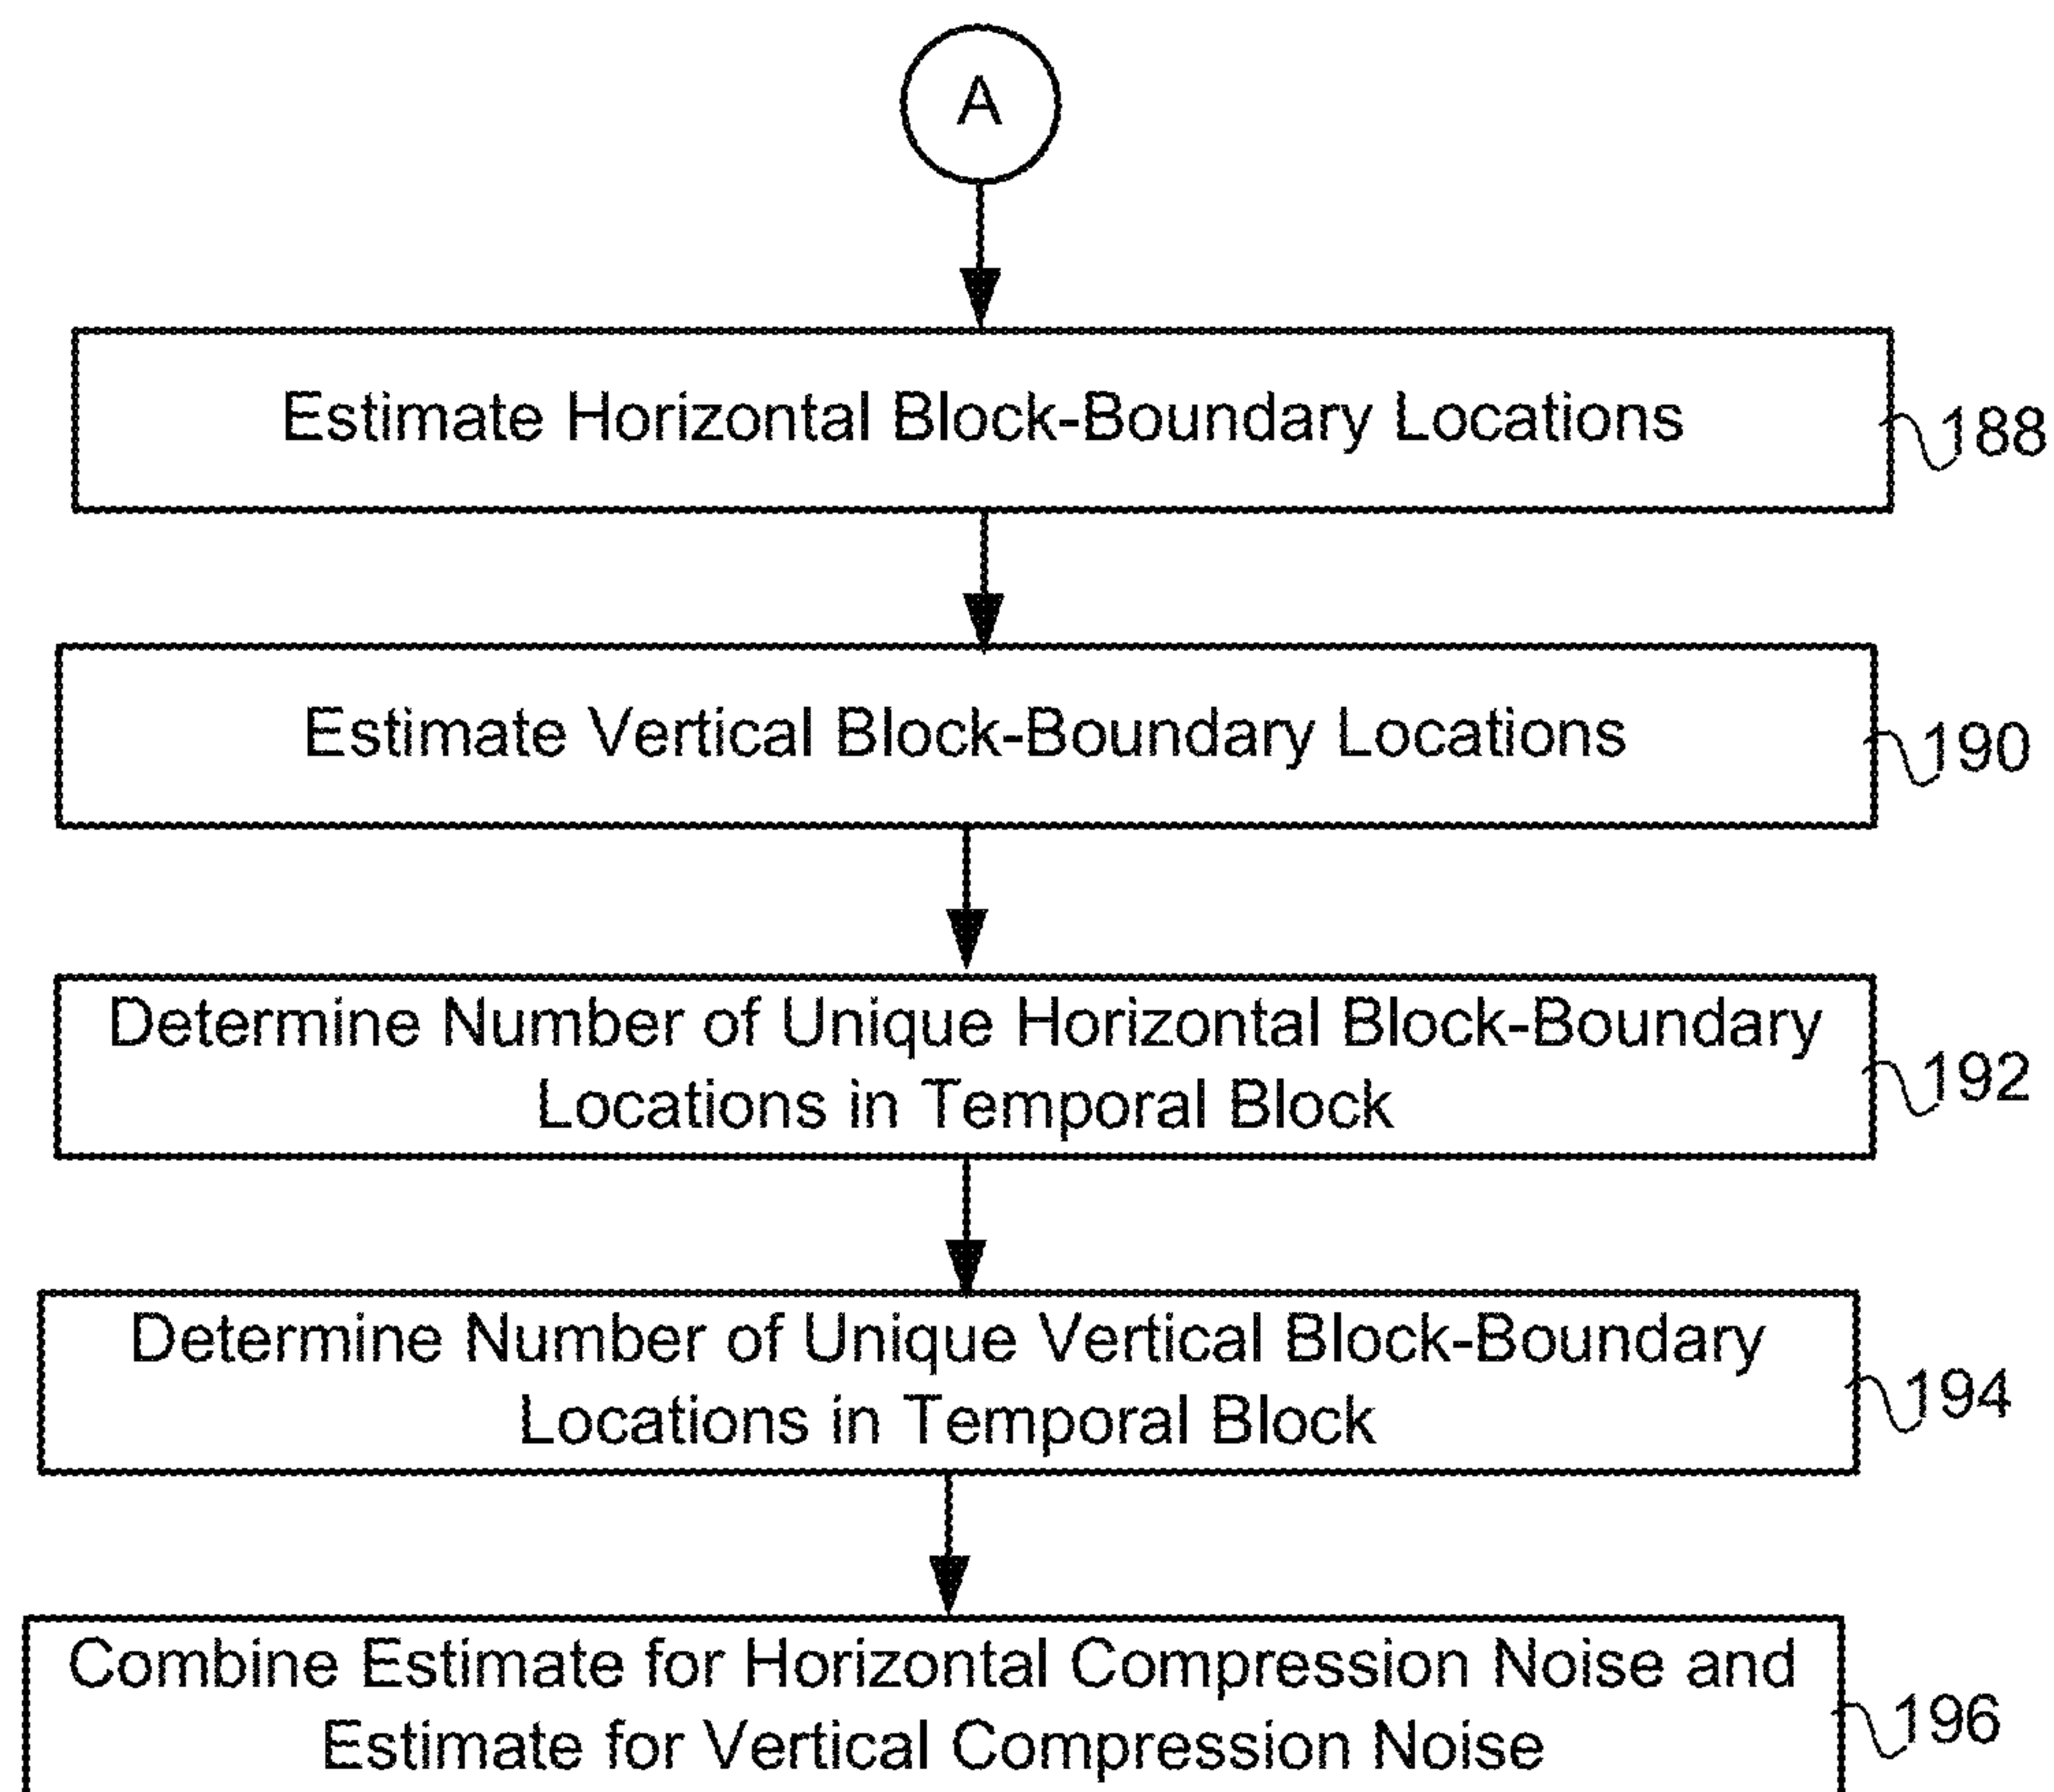 A
Estimate Horizontal Block-Boundary Locations
188
Estimate Vertical Block-Boundary Locations
190
Determine Number of Unique Horizontal Block-Boundary
Locations in Temporal Block
192
Determine Number of Unique Vertical Block-Boundary
Locations in Temporal Block
194
Combine Estimate for Horizontal Compression Noise and
Estimate for Vertical Compression Noise
196